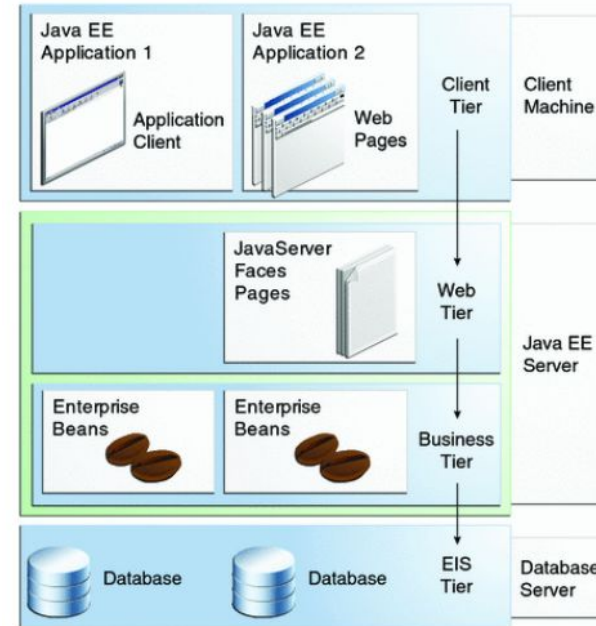 Java EE
Application 1
Application
Client
Java EE
Application 2
Web
Pages
Client
Tier
Client
Machine
JavaServer
Faces
Pages
Web
Tier
Java EE
Server
Enterprise
Beans
Enterprise
Beans
Business
Tier
Database
Database
EIS
Tier
Database
Server